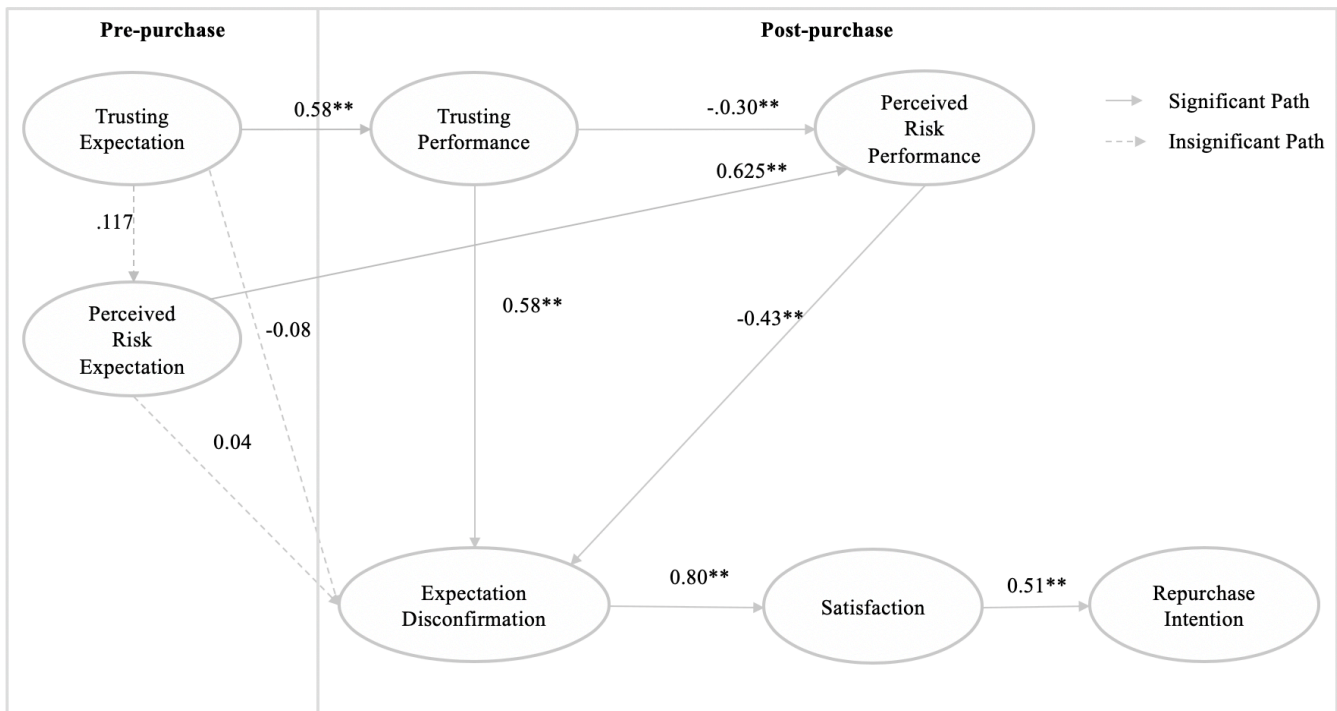 Pre-purchase
Post-purchase
Trusting
Expectation
0.58**
Trusting
Performance
-0.30**
Perceived
Risk
Performance
Significant Path
Insignificant Path
0.625**
.117
Perceived
Risk
Expectation
-0.08
0.58**
-0.43**
0.04
Expectation
Disconfirmation
0.80**
Satisfaction
0.51**
Repurchase
Intention